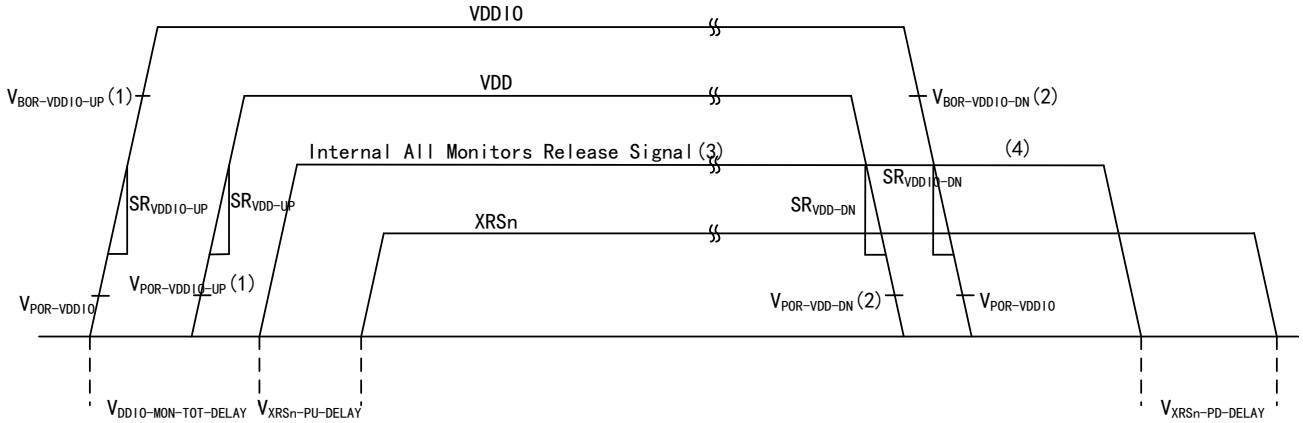 VDDIO
V_BOR-VDDIO-UP(1)
VDD
V_BOR-VDDIO-DN(2)
Internal All Monitors Release Signal(3)
(4)
SR_VDDIO-UP
SR_VDD-UP
SR_VDD-DN
SR_VDDIO-DN
XRSn
V_POR-VDDIO
V_POR-VDDIO-UP(1)
V_POR-VDD-DN(2)
V_POR-VDDIO
V_DDIO-MON-TOT-DELAY
V_XRSn-PU-DELAY
V_XRSn-PD-DELAY